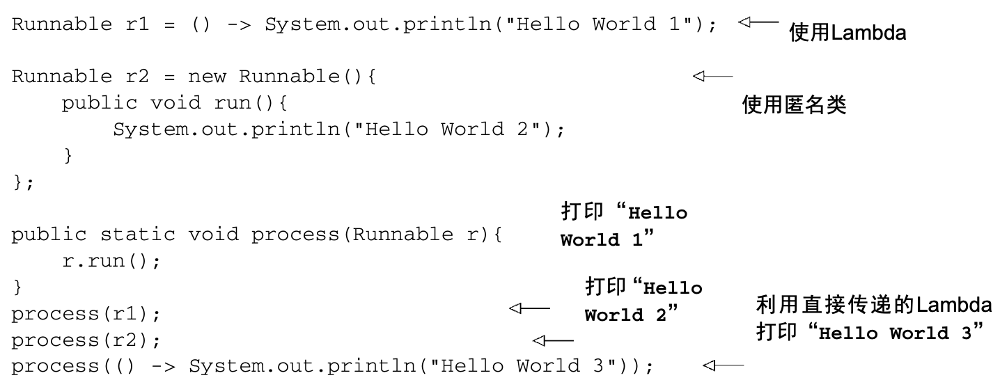 Runnable r1 = () -> System.out.println("Hello World 1");
使用Lambda
Runnable r2 = new Runnable(){
    public void run(){
使用匿名类
        System.out.println("Hello World 2");
    }
};
打印“Hello
World 1”
public static void process(Runnable r){
    r.run();
}
打印“Hello
World 2”
利用直接传递的Lambda
打印“Hello World 3”
process(r1);
process(r2);
process(() -> System.out.println("Hello World 3"));